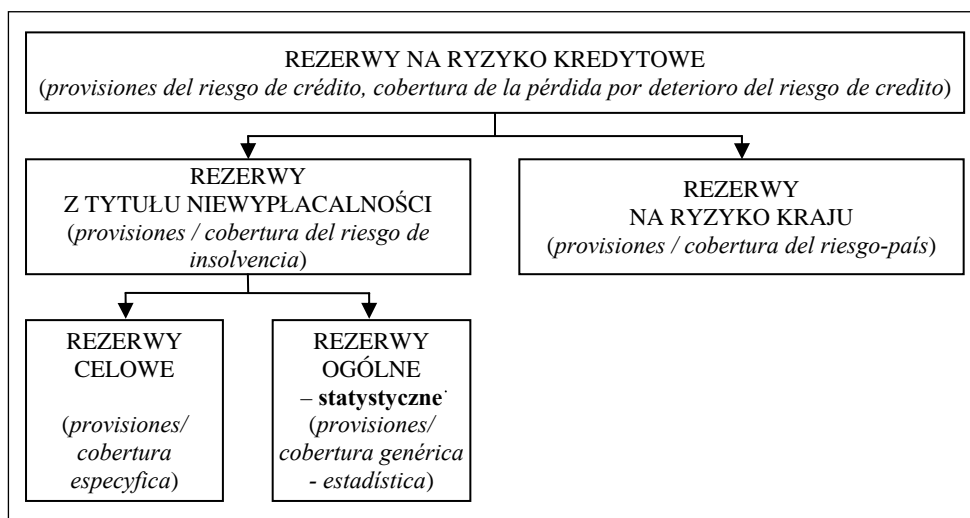 REZERWY NA RYZYKO KREDYTOWE
(provisiones del riesgo de crédito, cobertura de la pérdida por deterioro del riesgo de credito)
REZERWY
Z TYTUŁU NIEWYPŁACALNOŚCI
(provisiones / cobertura del riesgo de
insolvencia)
REZERWY
NA RYZYKO KRAJU
(provisiones / cobertura del riesgo-país)
REZERWY
CELOWE
(provisiones/
cobertura
especyfica)
REZERWY
OGÓLNE
– statystyczne
(provisiones/
cobertura genérica
- estadística)